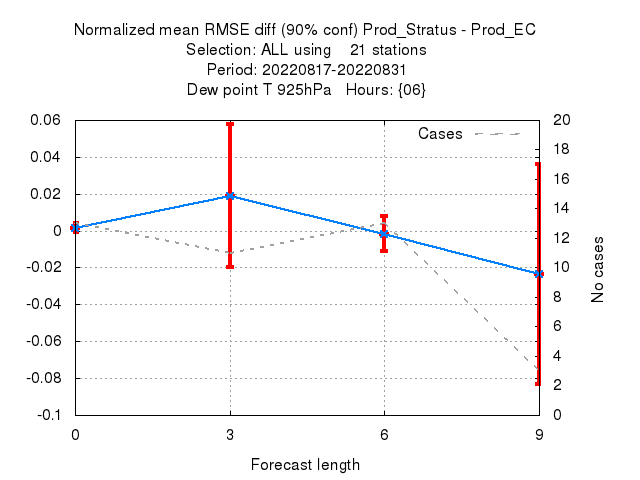 Normalized mean RMSE diff (90% conf) Prod_Stratus - Prod_EC
Selection: ALL using    21 stations
Period: 20220817-20220831
Dew point T 925hPa   Hours: {06}
Cases
0.06
0.04
0.02
0
-0.02
-0.04
-0.06
-0.08
-0.1
20
18
16
14
12
10
8
6
4
2
0
No cases
0 3 6 9
Forecast length